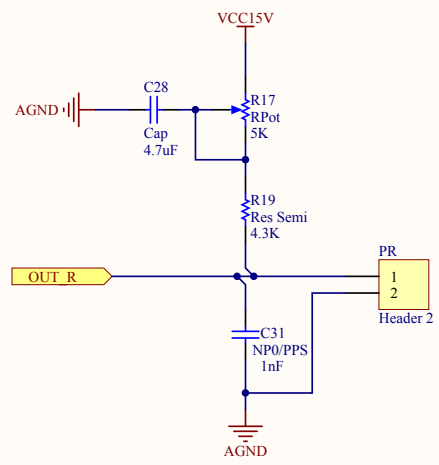 VCC15V
C28
AGND
Cap
4.7uF
R17
RPot
5K
R19
Res Semi
4.3K
OUT_R
PR
1
2
Header 2
C31
NP0/PPS
1nF
AGND